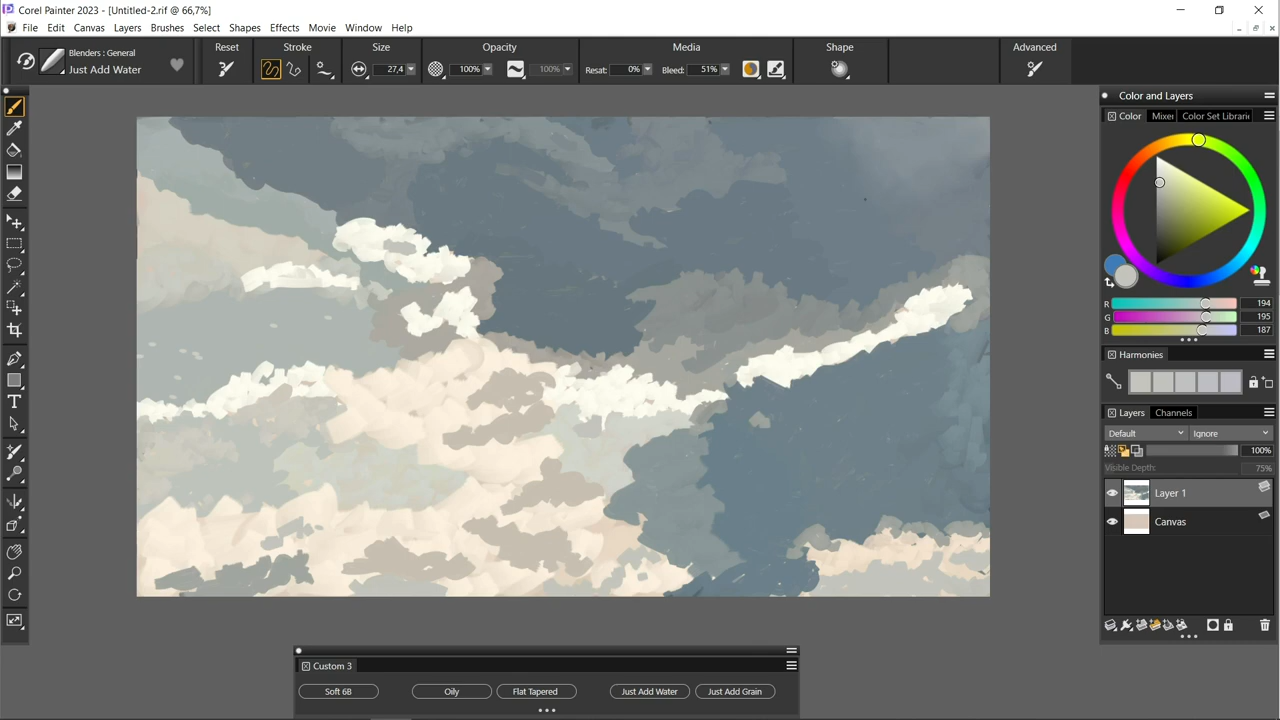 Corel Painter 2023 - [Untitled-2.rif @ 66,7%]
File Edit Canvas Layers Brushes Select Shapes Effects Movie Window Help
Blenders : General
Just Add Water
Reset
Stroke
Size
27,4
Opacity
100%
100%
Media
Resat: 0%
Bleed: 51%
Shape
Advanced
Color and Layers
Color
Mixer
Color Set Librari
R 194
G 195
B 187
Harmonies
Layers
Channels
Default
Ignore
100%
Visible Depth: 75%
Layer 1
Canvas
Custom 3
Soft 6B
Oily
Flat Tapered
Just Add Water
Just Add Grain